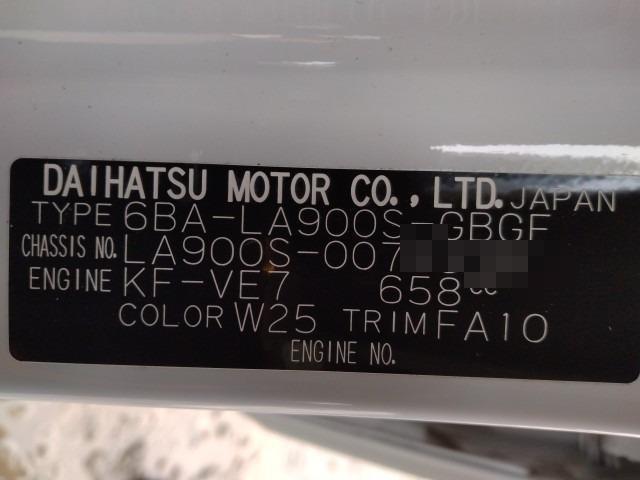 DAIHATSU MOTOR CO., LTD. JAPAN
TYPE 6BA-LA900S-GBGF
CHASSIS NO. LA900S-007
ENGINE KF-VE7 658cc
COLOR W25 TRIM FA10
ENGINE NO.